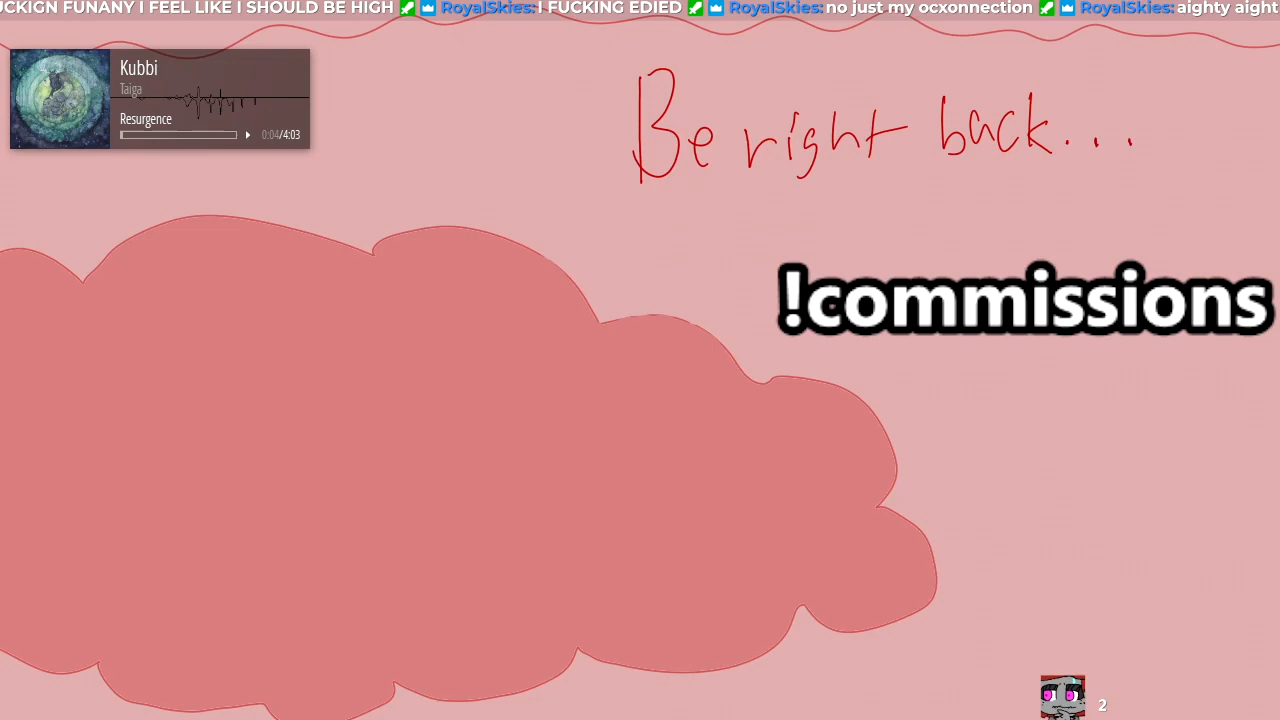 UCKIGN FUNANY I FEEL LIKE I SHOULD BE HIGH RoyalSkies: I FUCKING EDIED RoyalSkies: no just my ocxonnection RoyalSkies: aighty aight
Kubbi
Taiga
Resurgence
0:04/4:03
Be right back...
!commissions
2